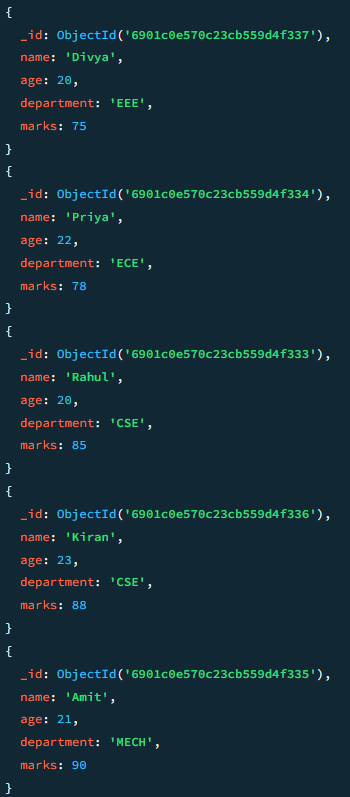 {
  _id: ObjectId('6901c0e570c23cb559d4f337'),
  name: 'Divya',
  age: 20,
  department: 'EEE',
  marks: 75
}
{
  _id: ObjectId('6901c0e570c23cb559d4f334'),
  name: 'Priya',
  age: 22,
  department: 'ECE',
  marks: 78
}
{
  _id: ObjectId('6901c0e570c23cb559d4f333'),
  name: 'Rahul',
  age: 20,
  department: 'CSE',
  marks: 85
}
{
  _id: ObjectId('6901c0e570c23cb559d4f336'),
  name: 'Kiran',
  age: 23,
  department: 'CSE',
  marks: 88
}
{
  _id: ObjectId('6901c0e570c23cb559d4f335'),
  name: 'Amit',
  age: 21,
  department: 'MECH',
  marks: 90
}